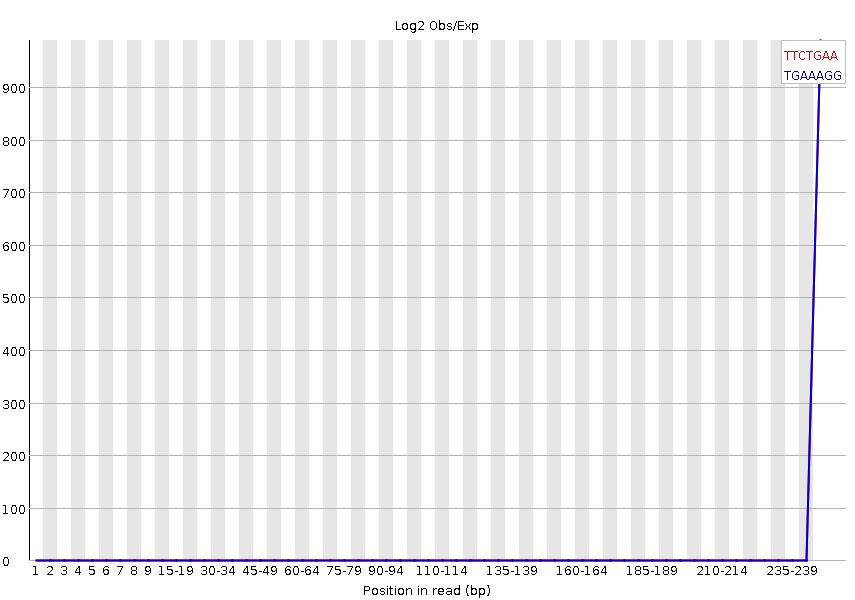 Log2 Obs/Exp
TTCTGAA
TGAAAGG
900
800
700
600
500
400
300
200
100
0
1 2 3 4 5 6 7 8 9 15-19 30-34 45-49 60-64 75-79 90-94 110-114 135-139 160-164 185-189 210-214 235-239
Position in read (bp)